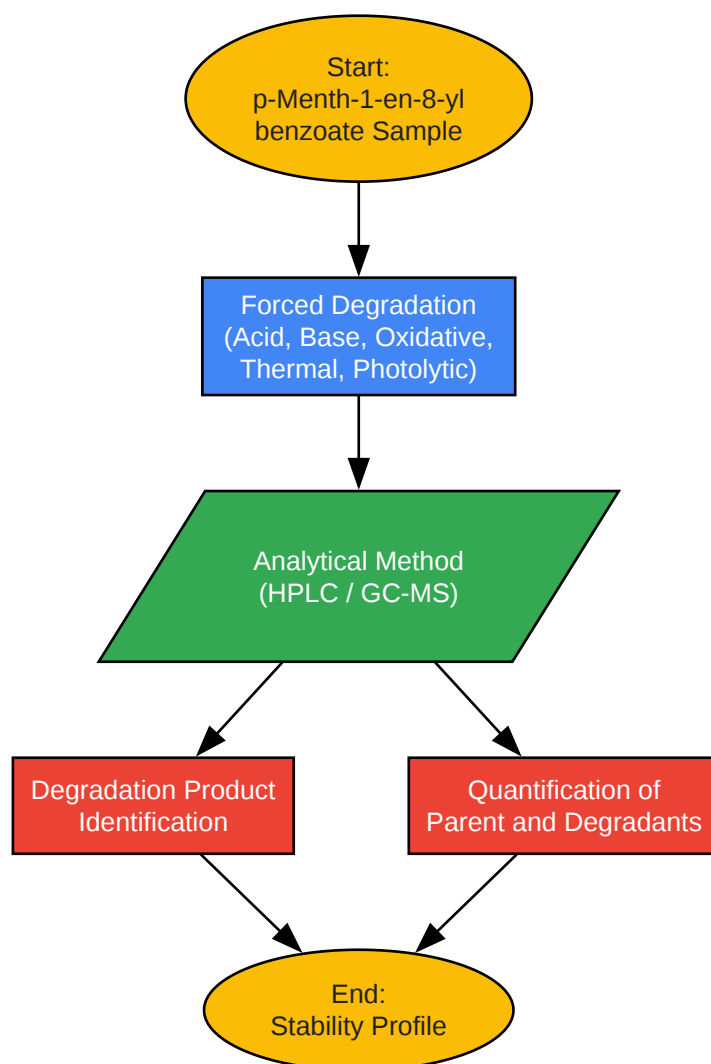 Start:
p-Menth-1-en-8-yl
benzoate Sample
Forced Degradation
(Acid, Base, Oxidative,
Thermal, Photolytic)
Analytical Method
(HPLC / GC-MS)
Degradation Product
Identification
Quantification of
Parent and Degradants
End:
Stability Profile